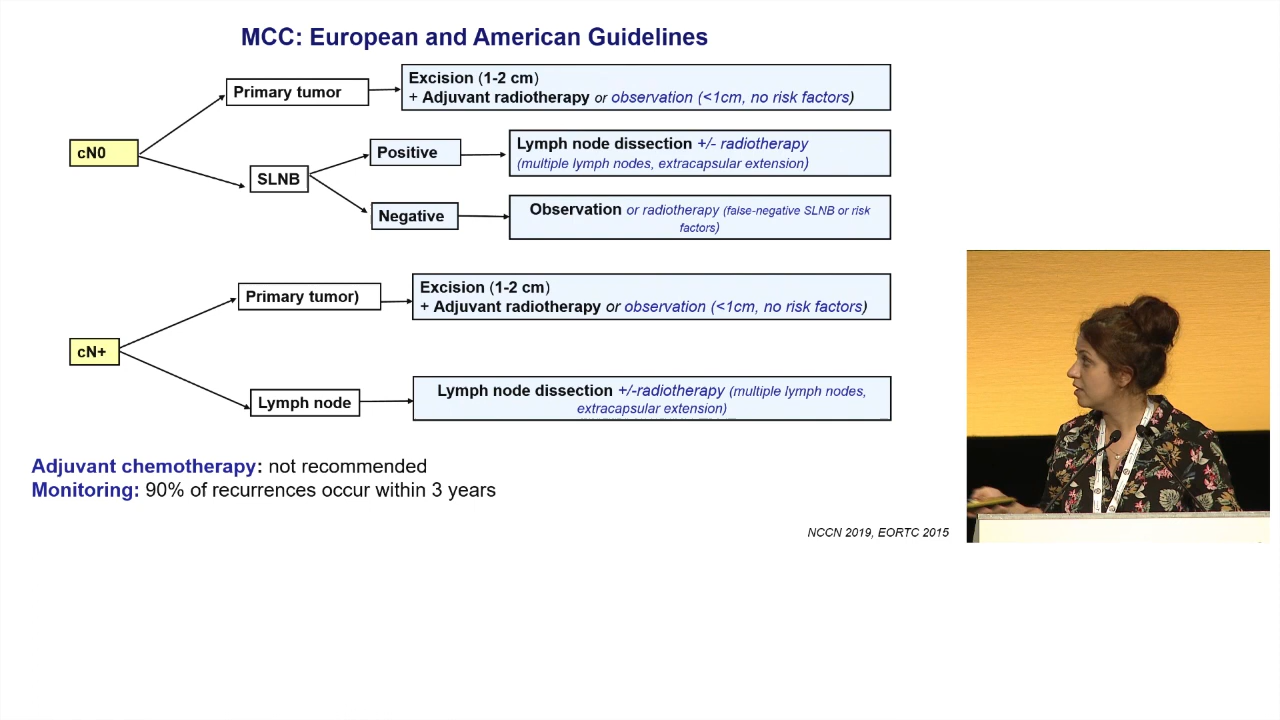 MCC: European and American Guidelines
Primary tumor
Excision (1-2 cm)
+ Adjuvant radiotherapy or observation (<1cm, no risk factors)
cN0
Positive
Lymph node dissection +/- radiotherapy
(multiple lymph nodes, extracapsular extension)
SLNB
Negative
Observation or radiotherapy (false-negative SLNB or risk
factors)
Primary tumor)
Excision (1-2 cm)
+ Adjuvant radiotherapy or observation (<1cm, no risk factors)
cN+
Lymph node
Lymph node dissection +/-radiotherapy (multiple lymph nodes,
extracapsular extension)
Adjuvant chemotherapy: not recommended
Monitoring: 90% of recurrences occur within 3 years
NCCN 2019, EORTC 2015